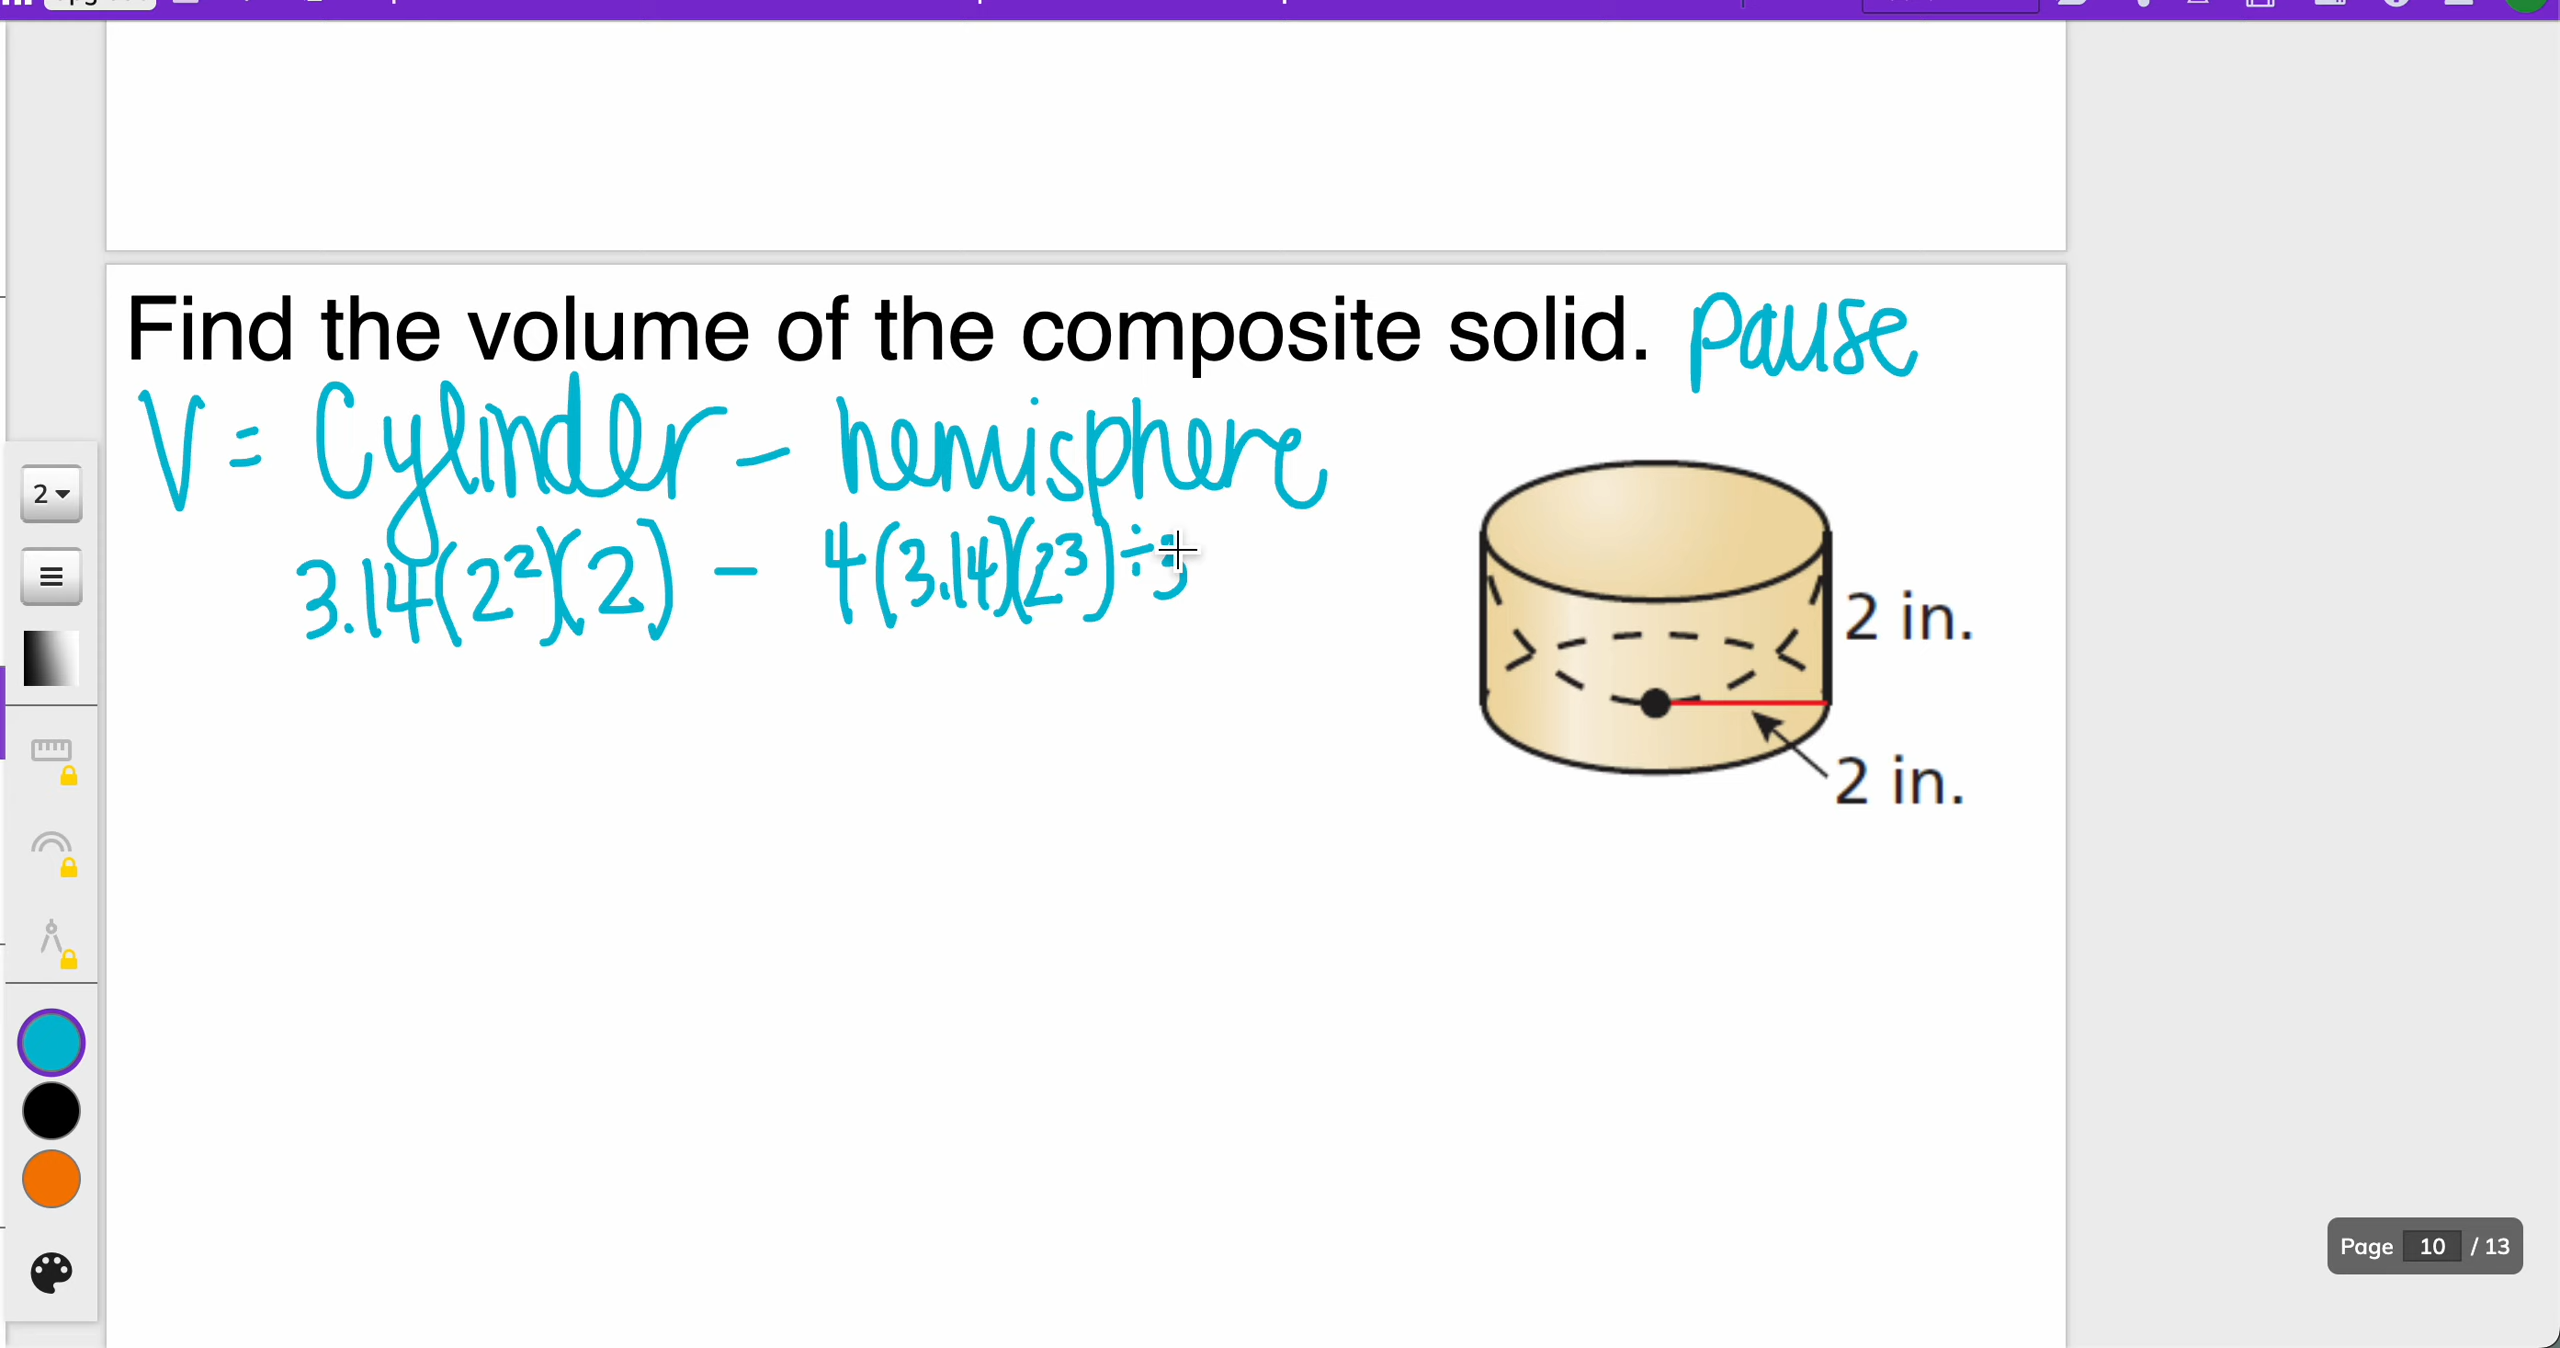 Find the volume of the composite solid. pause
V = Cylinder - hemisphere
3.14(2²)(2) - 4(3.14)(2³)÷3
2 in.
2 in.
2
Page 10 / 13